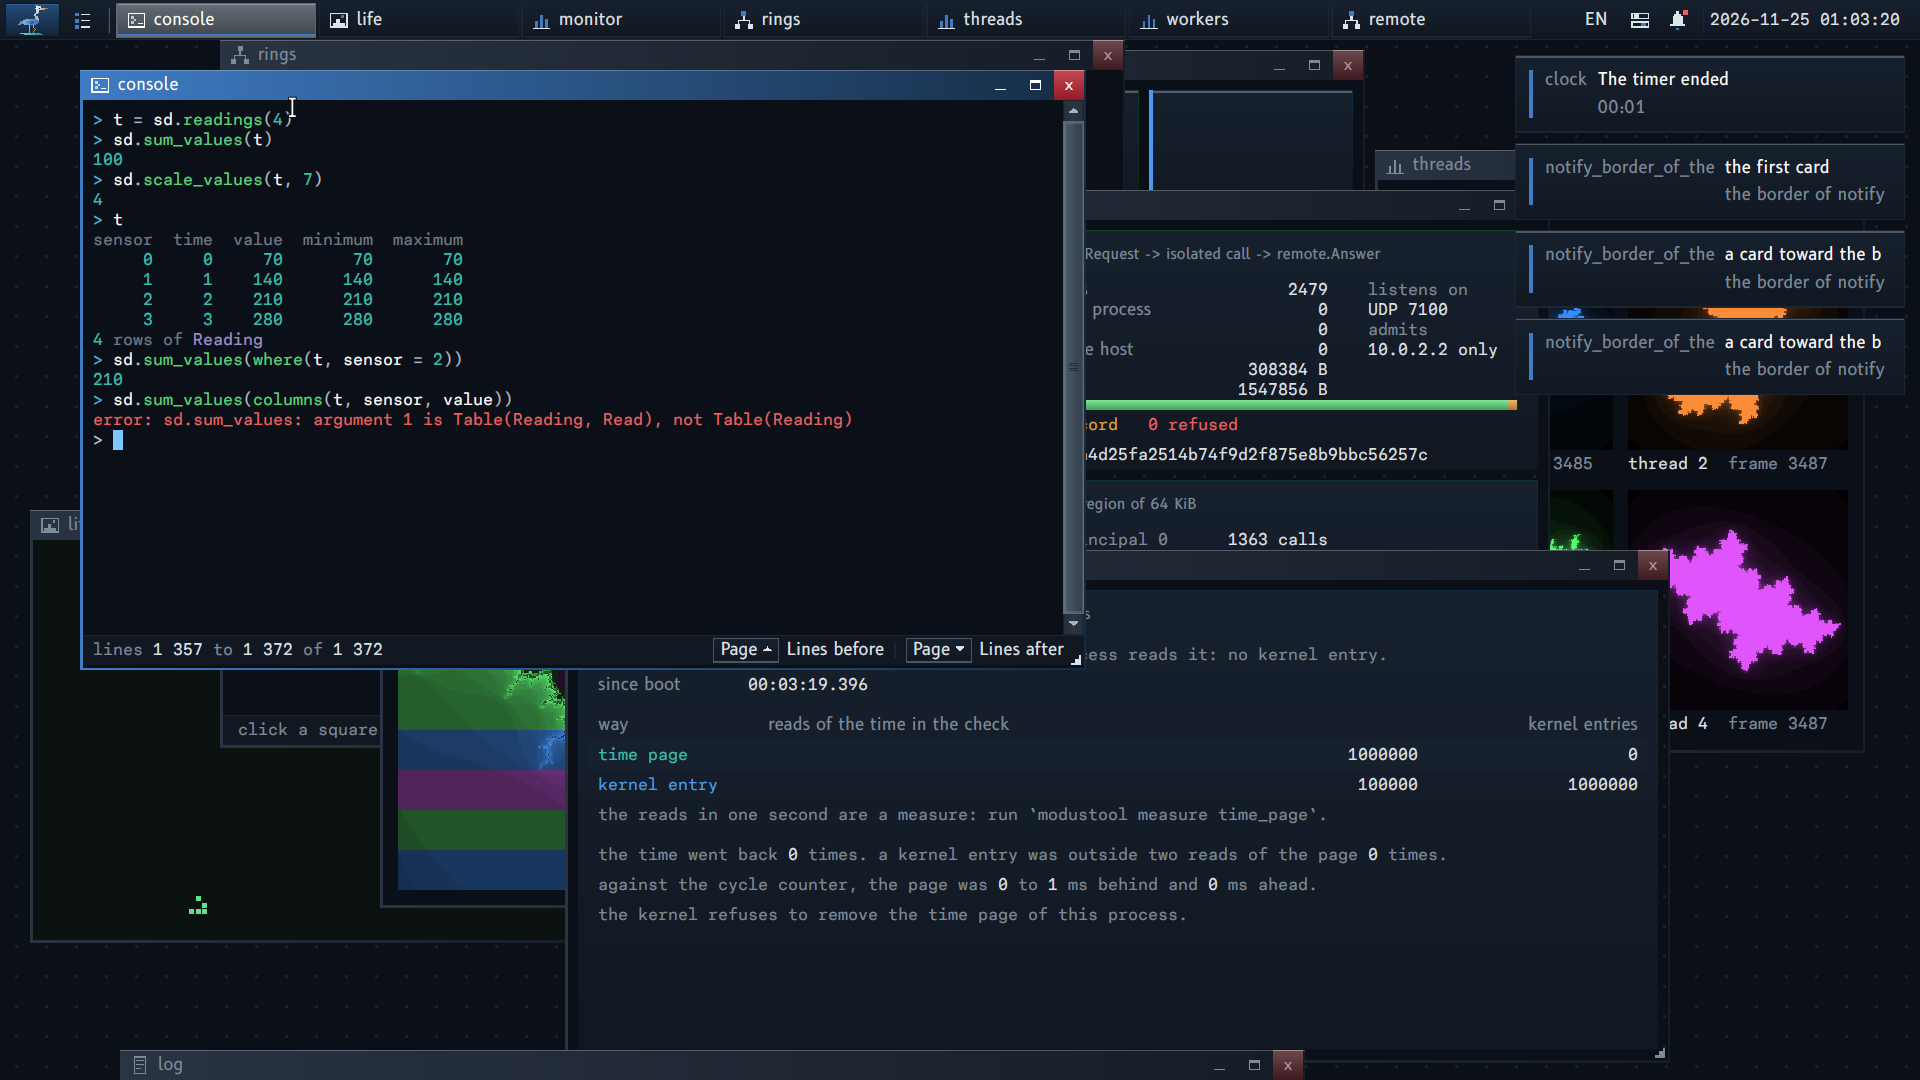 console
life
monitor
rings
threads
workers
remote
EN
2026-11-25 01:03:20
rings
x
x
console
x
> t = sd.readings(4)
> sd.sum_values(t)
100
> sd.scale_values(t, 7)
4
> t
sensor time value minimum maximum
0 0 70 70 70
1 1 140 140 140
2 2 210 210 210
3 3 280 280 280
4 rows of Reading
> sd.sum_values(where(t, sensor = 2))
210
> sd.sum_values(columns(t, sensor, value))
error: sd.sum_values: argument 1 is Table(Reading, Read), not Table(Reading)
>
lines 1 357 to 1 372 of 1 372
Page Lines before
Page Lines after
clock The timer ended
00:01
notify_border_of_the the first card
the border of notify
notify_border_of_the a card toward the b
the border of notify
notify_border_of_the a card toward the b
the border of notify
threads
Request -> isolated call -> remote.Answer
2479 listens on
process 0 UDP 7100
0 admits
host 0 10.0.2.2 only
308384 B
1547856 B
0 refused
4d25fa2514b74f9d2f875e8b9bbc56257c
3485 thread 2 frame 3487
region of 64 KiB
0 1363 calls
4 frame 3487
x
reads it: no kernel entry.
since boot 00:03:19.396
way reads of the time in the check kernel entries
time page 1000000 0
kernel entry 100000 1000000
the reads in one second are a measure: run `modustool measure time_page`.
the time went back 0 times. a kernel entry was outside two reads of the page 0 times.
against the cycle counter, the page was 0 to 1 ms behind and 0 ms ahead.
the kernel refuses to remove the time page of this process.
click a square
log
x